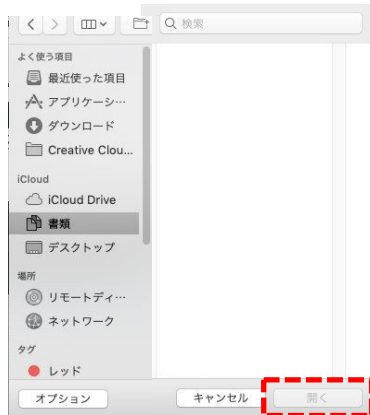 検索
よく使う項目
最近使った項目
アプリケーシ…
ダウンロード
Creative Clou...
iCloud
iCloud Drive
書類
デスクトップ
場所
リモートディ…
ネットワーク
タグ
レッド
オプション
キャンセル
開く